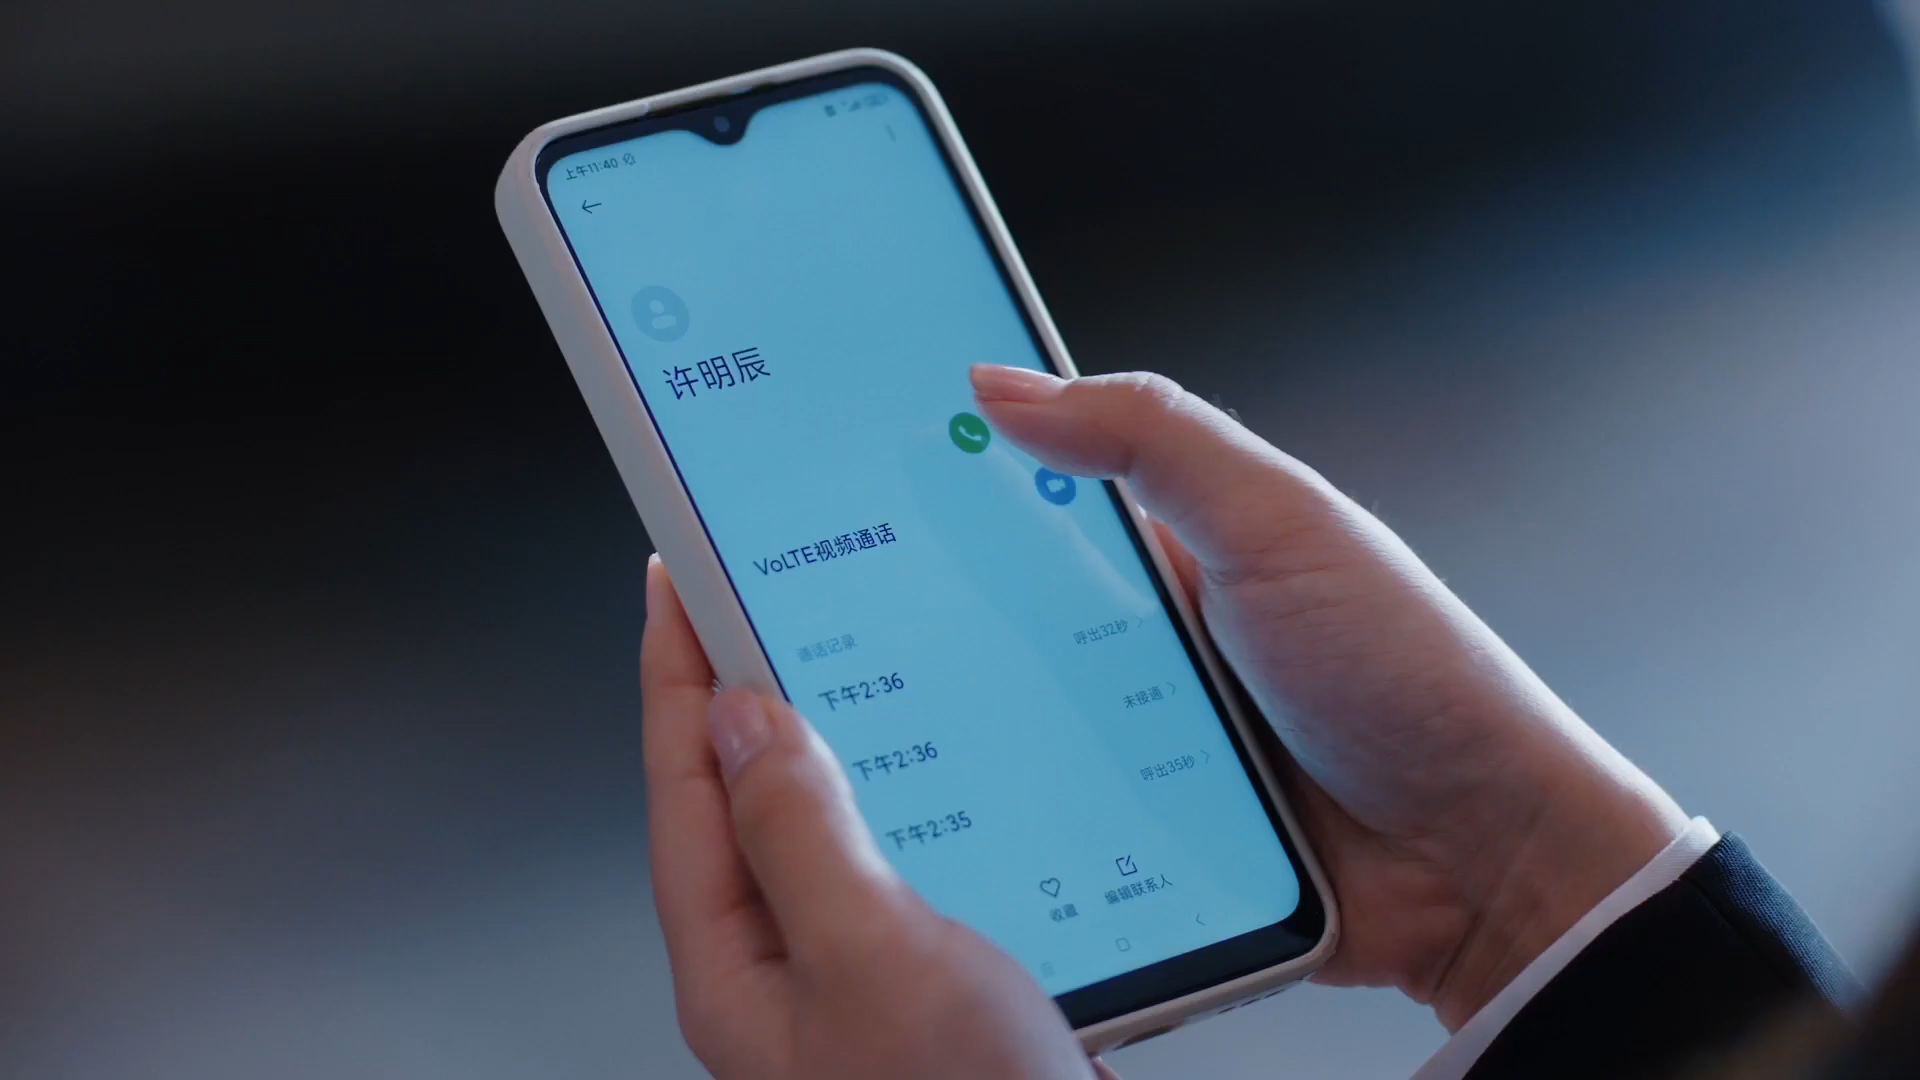 上午11:40
许明辰
VoLTE视频通话
通话记录
下午2:36 呼出32秒
下午2:36 未接通
下午2:35 呼出35秒
收藏 编辑联系人